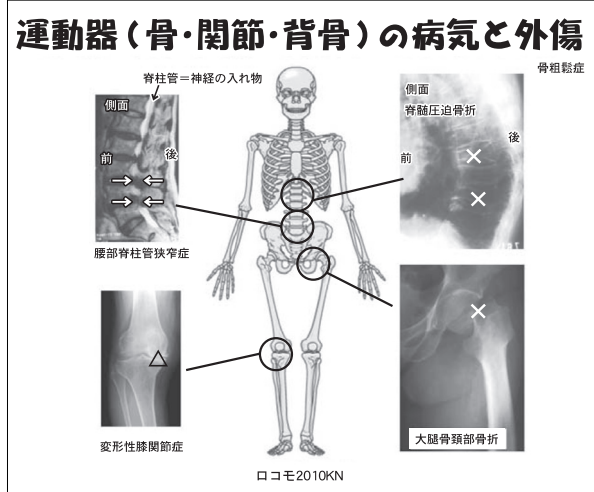 運動器(骨・関節・背骨)の病気と外傷
骨粗鬆症
脊柱管＝神経の入れ物
側面
前
後
腰部脊柱管狭窄症
側面
脊髄圧迫骨折
前
後
変形性膝関節症
大腿骨頚部骨折
ロコモ2010KN